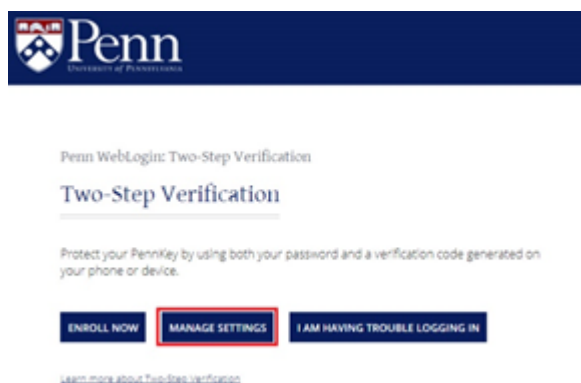 Penn
UNIVERSITY of PENNSYLVANIA
Penn WebLogin: Two-Step Verification
Two-Step Verification
Protect your PennKey by using both your password and a verification code generated on
your phone or device.
ENROLL NOW MANAGE SETTINGS I AM HAVING TROUBLE LOGGING IN
Learn more about Two-Step Verification